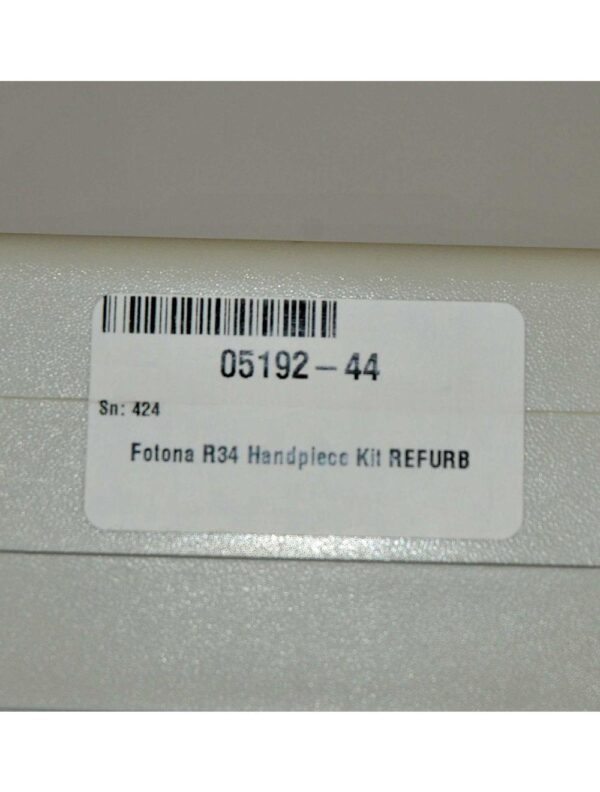 05192-44
Sn: 424
Fotona R34 Handpiece Kit REFURB